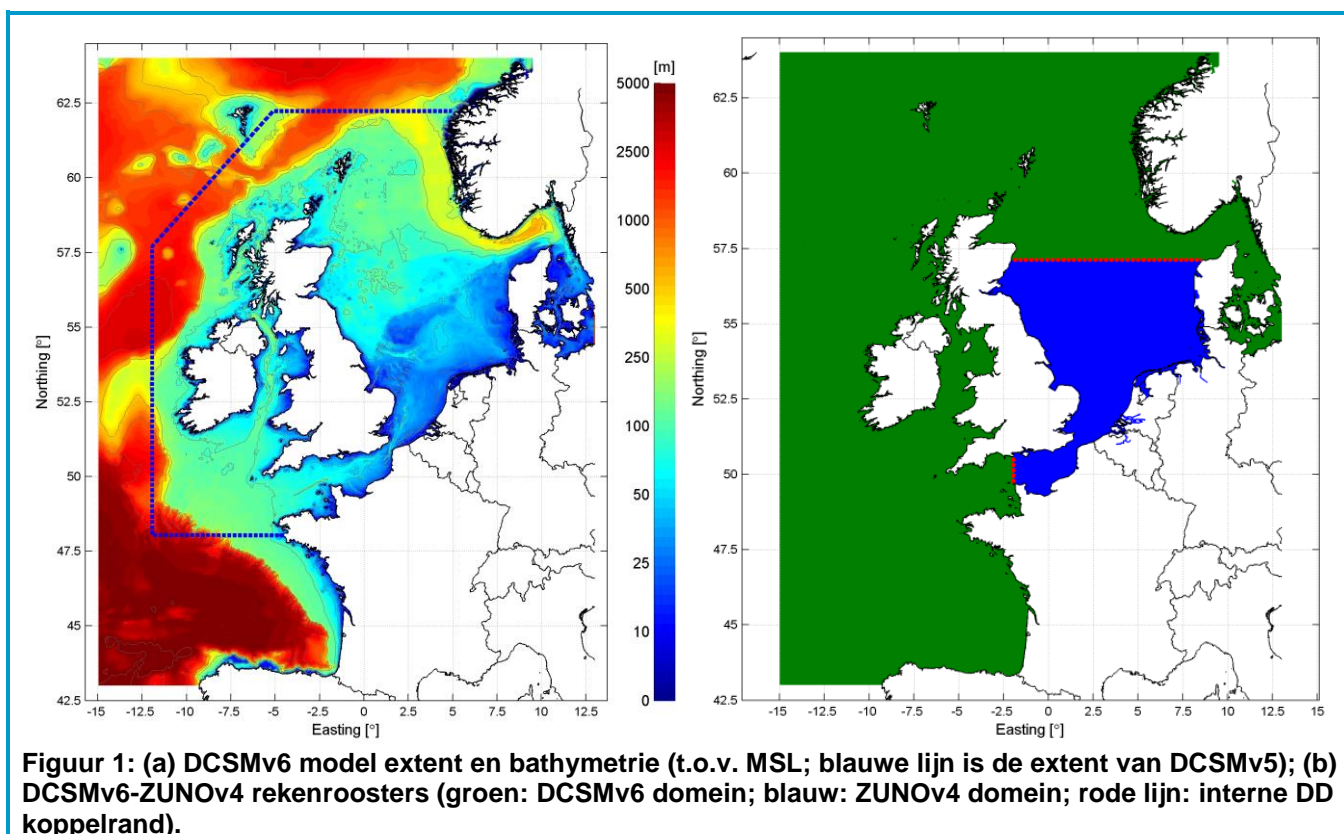 [m]
5000
2500
1000
500
250
100
50
25
10
0
62.5
60
57.5
55
52.5
50
47.5
45
42.5
Northing [°]
-15 -12.5 -10 -7.5 -5 -2.5 0 2.5 5 7.5 10 12.5
Easting [°]
62.5
60
57.5
55
52.5
50
47.5
45
42.5
Northing [°]
-15 -12.5 -10 -7.5 -5 -2.5 0 2.5 5 7.5 10 12.5 15
Easting [°]
Figuur 1: (a) DCSMv6 model extent en bathymetrie (t.o.v. MSL; blauwe lijn is de extent van DCSMv5); (b)
DCSMv6-ZUNOv4 rekenroosters (groen: DCSMv6 domein; blauw: ZUNOv4 domein; rode lijn: interne DD
koppelrand).